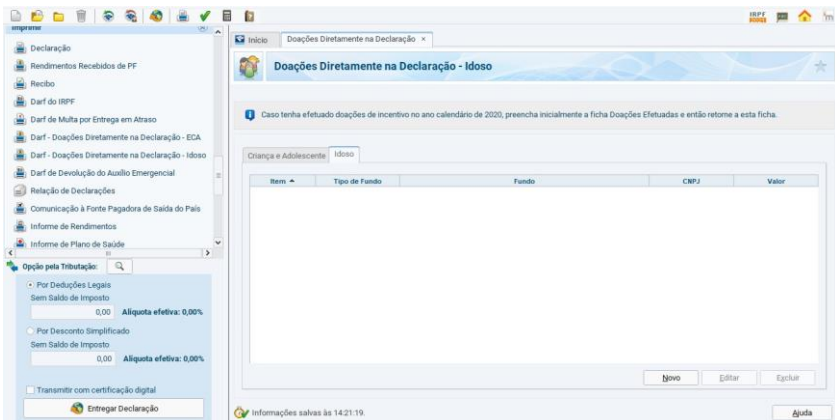 IRPF
Imprimir
Declaração
Rendimentos Recebidos de PF
Recibo
Darf do IRPF
Darf de Multa por Entrega em Atraso
Darf - Doações Diretamente na Declaração - ECA
Darf - Doações Diretamente na Declaração - Idoso
Darf de Devolução do Auxílio Emergencial
Relação de Declarações
Comunicação à Fonte Pagadora de Saída do País
Informe de Rendimentos
Informe de Plano de Saúde
Opção pela Tributação:
Por Deduções Legais
Sem Saldo de Imposto
0,00 Alíquota efetiva: 0,00%
Por Desconto Simplificado
Sem Saldo de Imposto
0,00 Alíquota efetiva: 0,00%
Transmitir com certificação digital
Entregar Declaração
Início Doações Diretamente na Declaração ×
Doações Diretamente na Declaração - Idoso
Caso tenha efetuado doações de incentivo no ano calendário de 2020, preencha inicialmente a ficha Doações Efetuadas e então retorne a esta ficha.
Criança e Adolescente Idoso
Item Tipo de Fundo Fundo CNPJ Valor
Novo Editar Excluir
Informações salvas às 14:21:19. Ajuda